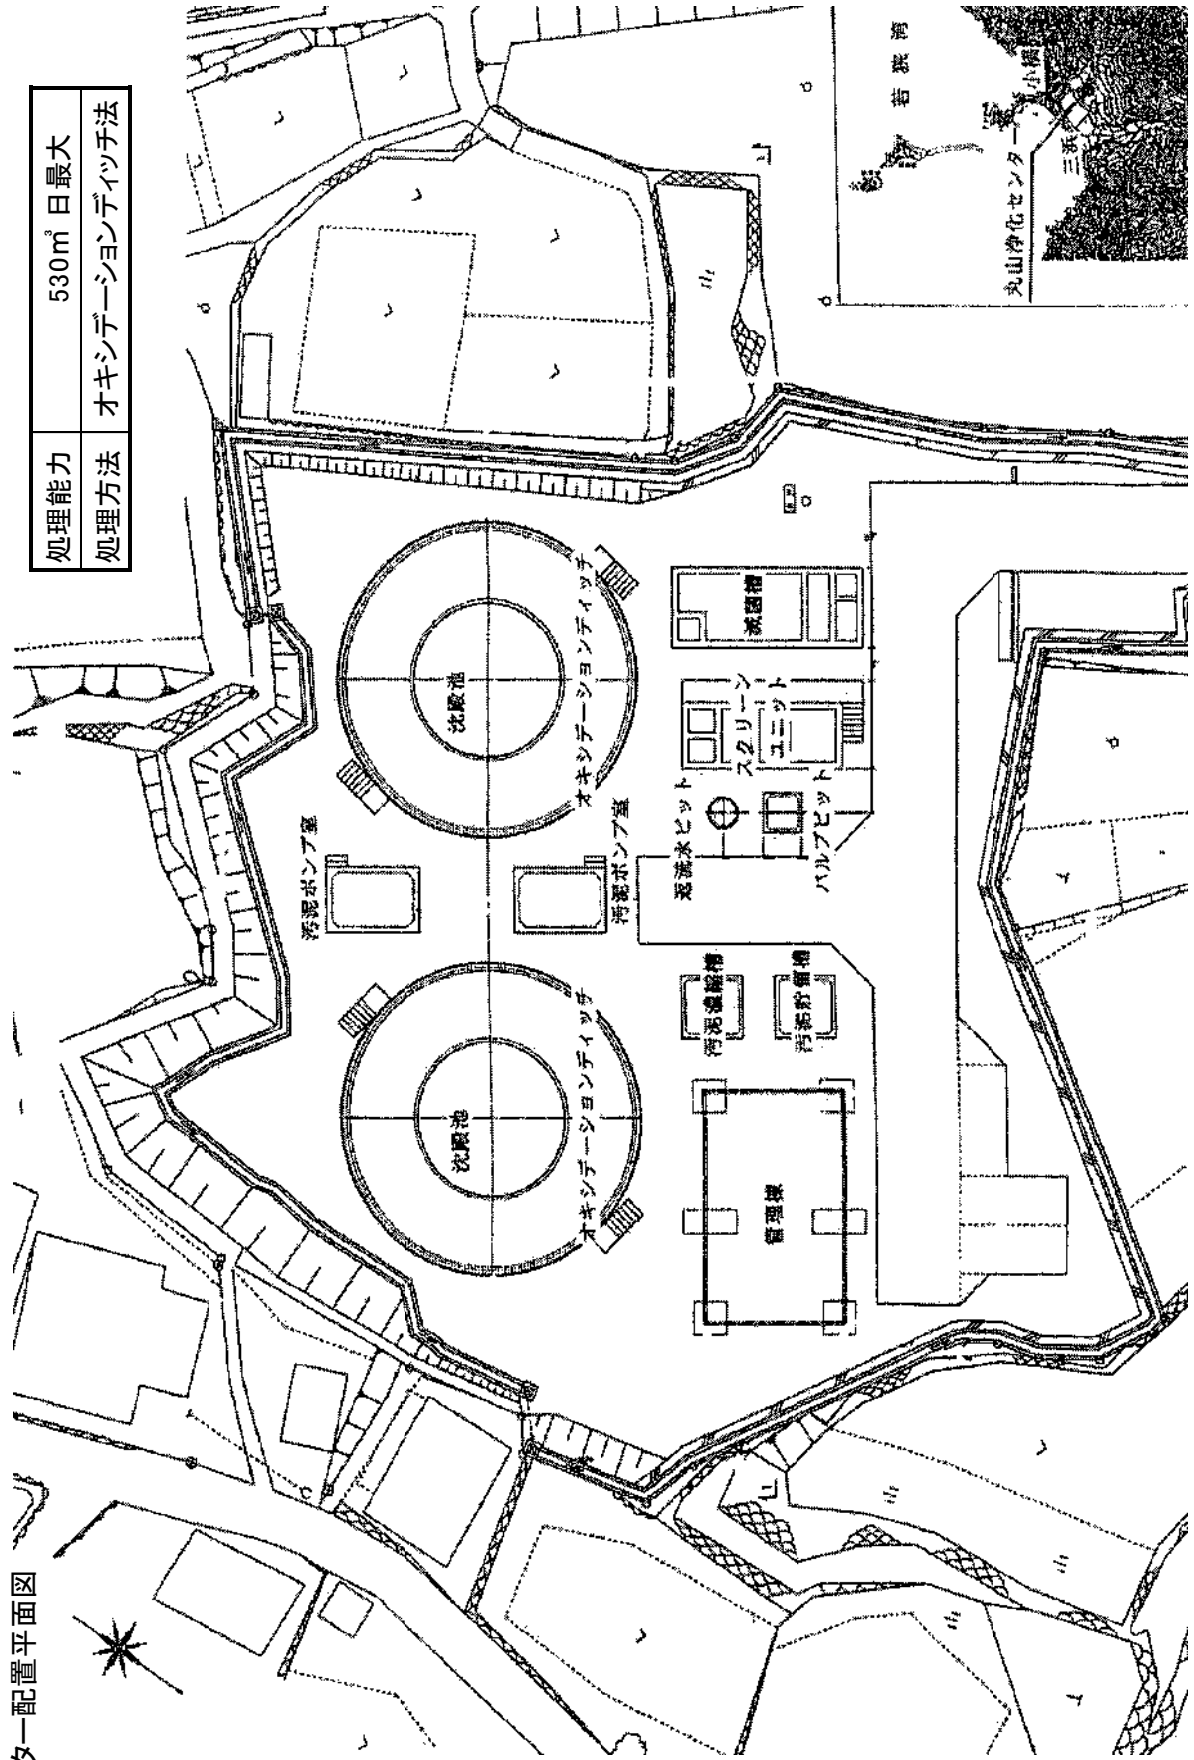 ター配置平面図
処理能力 530m³ 日最大
処理方法 オキシデーションディッチ法
若狭湾
小橋
三浜
丸山浄化センター
汚泥ポンプ室
汚泥ポンプ室
沈殿池
沈殿池
オキシデーションディッチ
オキシデーションディッチ
汚泥濃縮槽
汚泥貯留槽
管理棟
返流水ピット
バルブピット
スクリーン
ユニット
滅菌槽